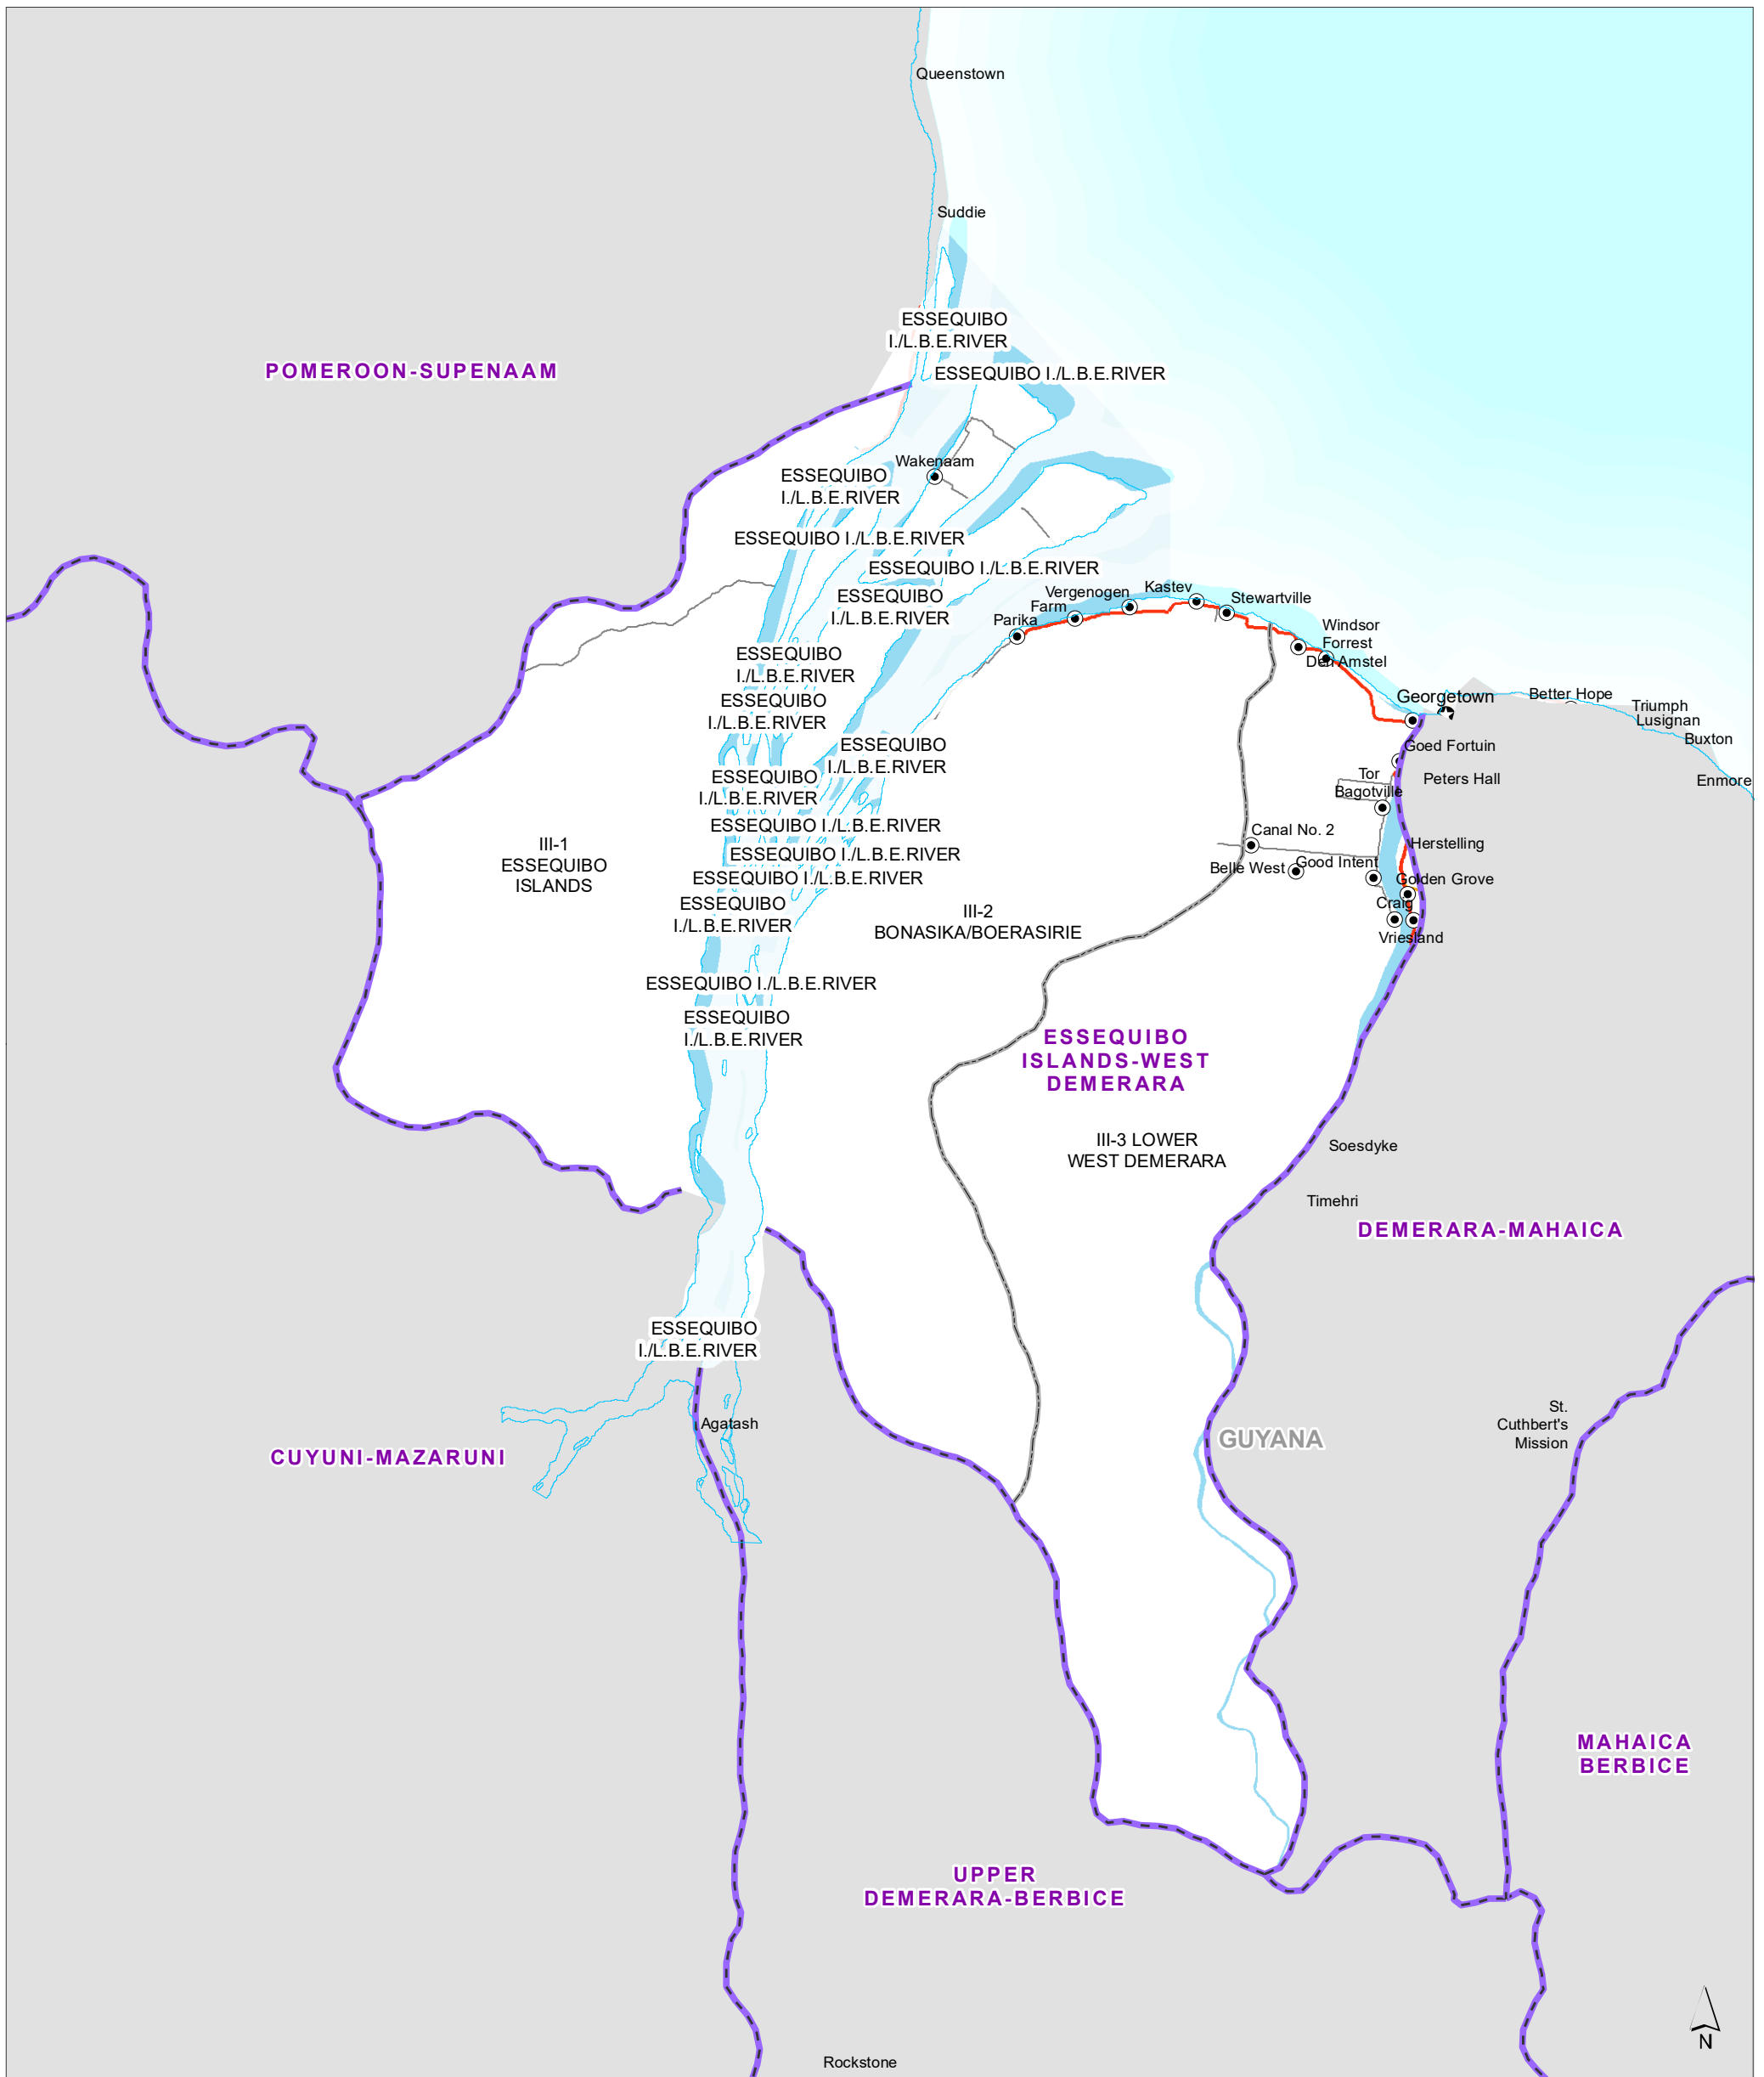 Queenstown
Suddie
ESSEQUIBO
I./L.B.E.RIVER
POMEROON-SUPENAAM
ESSEQUIBO I./L.B.E.RIVER
Wakenaam
ESSEQUIBO
I./L.B.E.RIVER
ESSEQUIBO I./L.B.E.RIVER
ESSEQUIBO I./L.B.E.RIVER
ESSEQUIBO
I./L.B.E.RIVER
Kastev
Vergenogen
Stewartville
Farm
Parika
Windsor
Forrest
Den Amstel
ESSEQUIBO
I./L.B.E.RIVER
ESSEQUIBO
I./L.B.E.RIVER
Georgetown
Better Hope
Triumph
Lusignan
Buxton
Enmore
ESSEQUIBO
I./L.B.E.RIVER
Goed Fortuin
Tor
Peters Hall
Bagotville
ESSEQUIBO
I./L.B.E.RIVER
ESSEQUIBO I./L.B.E.RIVER
Canal No. 2
Herstelling
III-1
ESSEQUIBO
ISLANDS
ESSEQUIBO I./L.B.E.RIVER
Good Intent
Belle West
ESSEQUIBO I./L.B.E.RIVER
Golden Grove
ESSEQUIBO
I./L.B.E.RIVER
Craig
III-2
BONASIKA/BOERASIRIE
Vriesland
ESSEQUIBO I./L.B.E.RIVER
ESSEQUIBO
I./L.B.E.RIVER
ESSEQUIBO
ISLANDS-WEST
DEMERARA
III-3 LOWER
WEST DEMERARA
Soesdyke
Timehri
DEMERARA-MAHAICA
ESSEQUIBO
I./L.B.E.RIVER
Agatash
St.
Cuthbert's
Mission
GUYANA
CUYUNI-MAZARUNI
MAHAICA
BERBICE
UPPER
DEMERARA-BERBICE
N
Rockstone